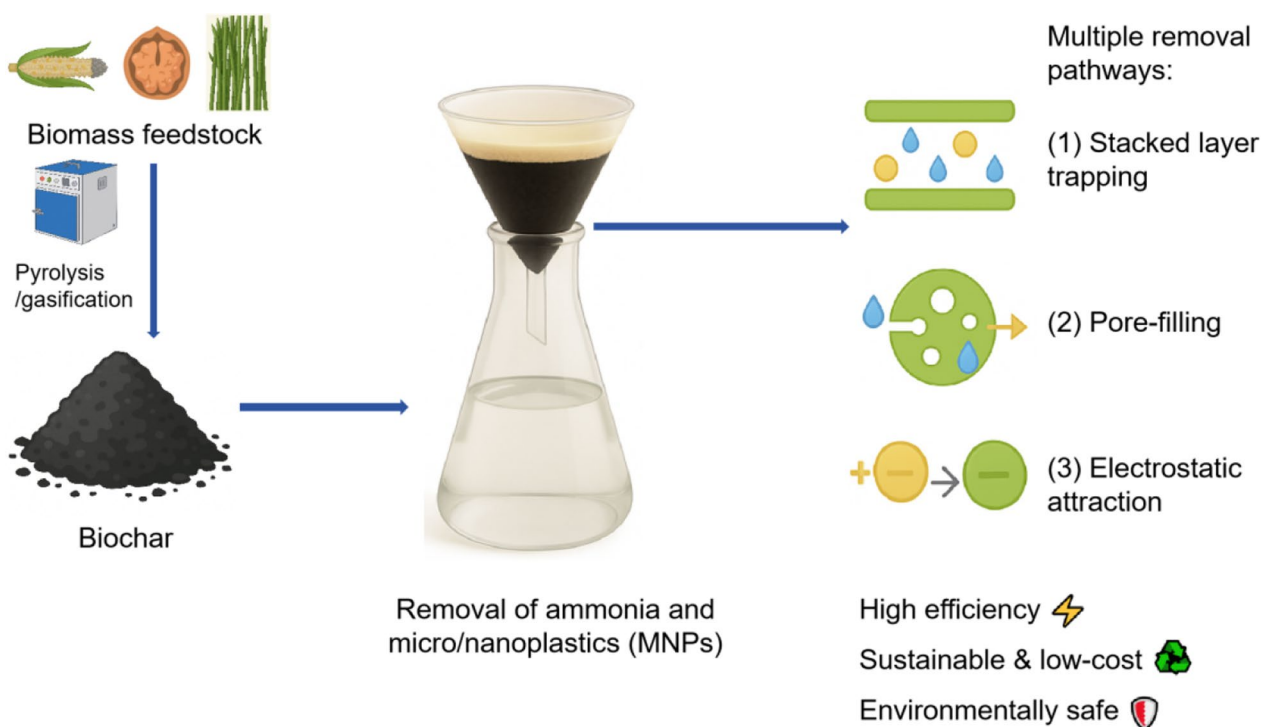 Biomass feedstock
Pyrolysis
/gasification
Biochar
Removal of ammonia and
micro/nanoplastics (MNPs)
Multiple removal
pathways:
(1) Stacked layer
trapping
(2) Pore-filling
(3) Electrostatic
attraction
High efficiency
Sustainable & low-cost
Environmentally safe